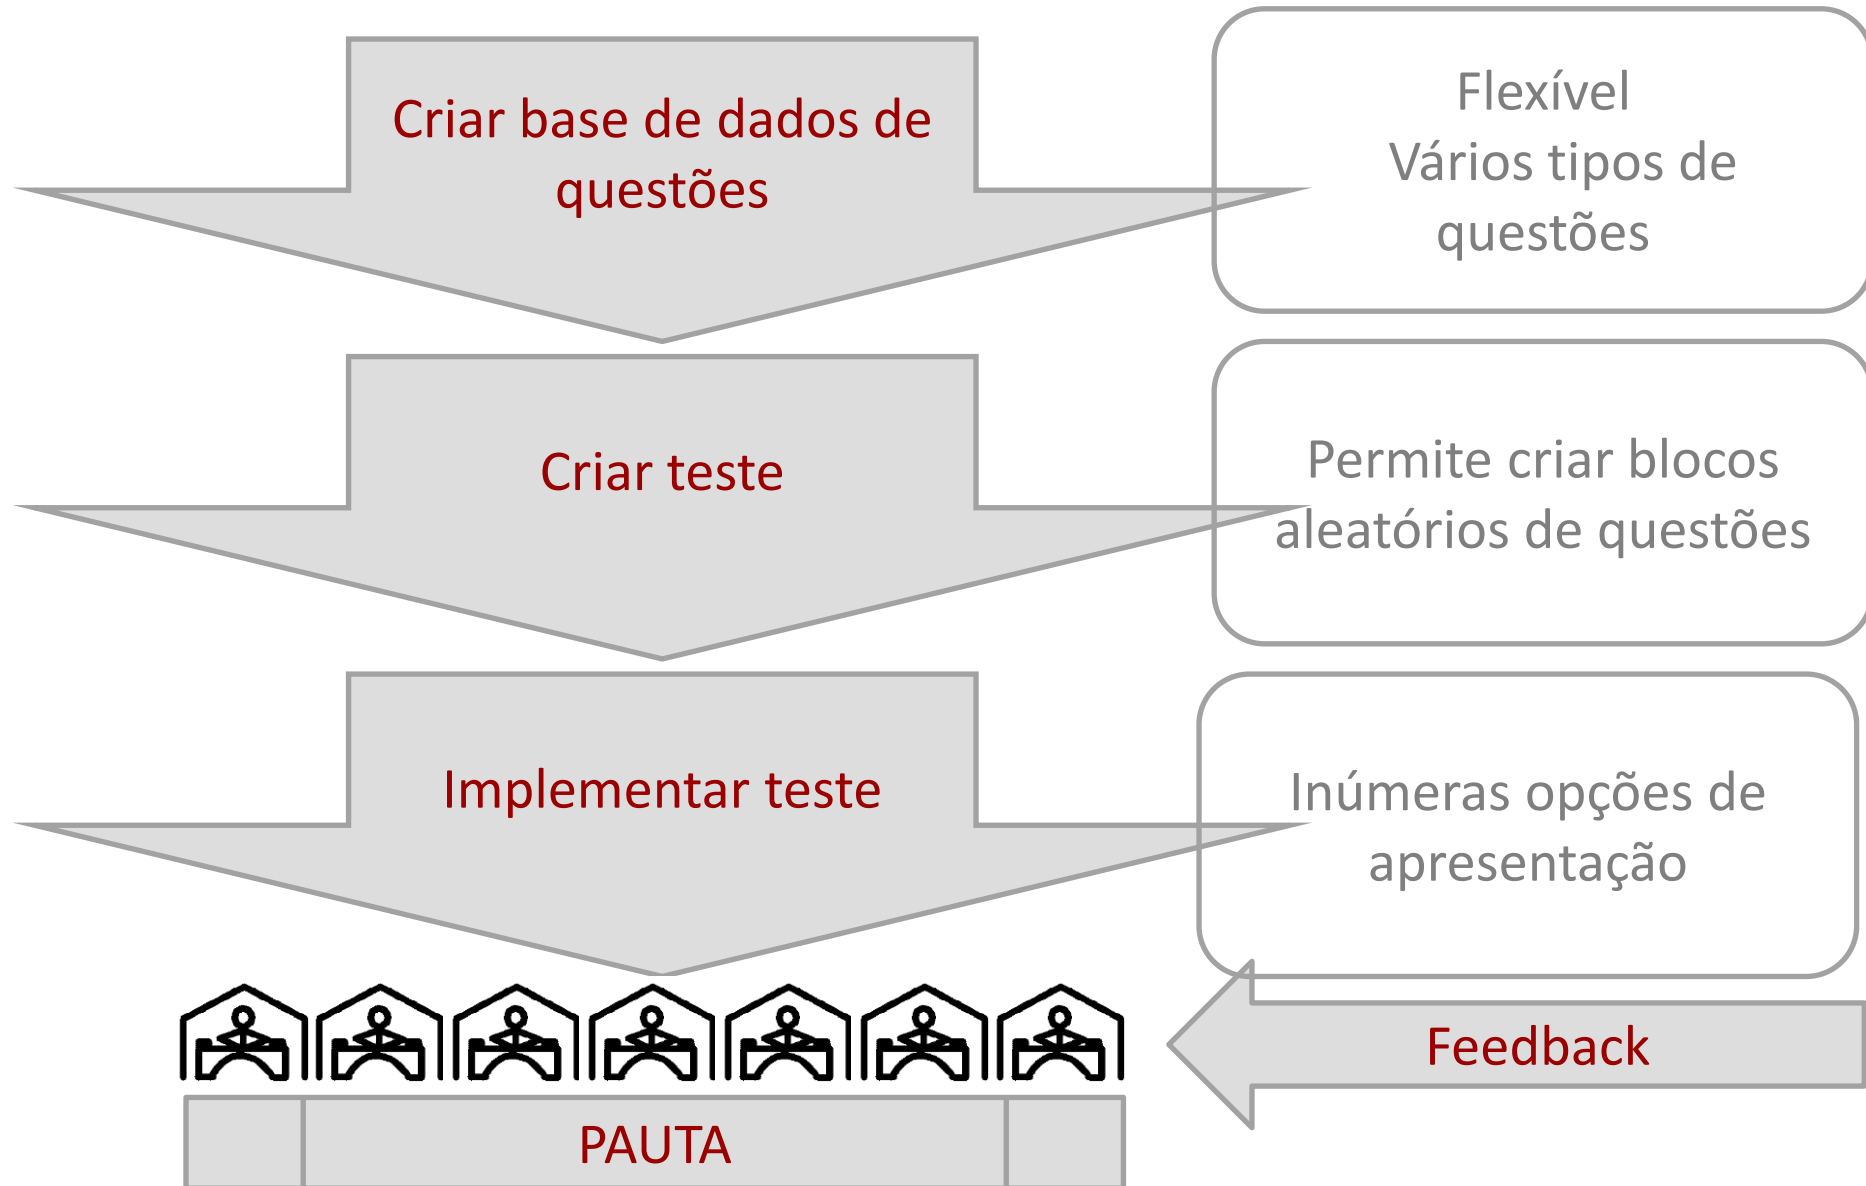 Criar base de dados de
questões
Flexível
Vários tipos de
questões
Criar teste
Permite criar blocos
aleatórios de questões
Implementar teste
Inúmeras opções de
apresentação
Feedback
PAUTA